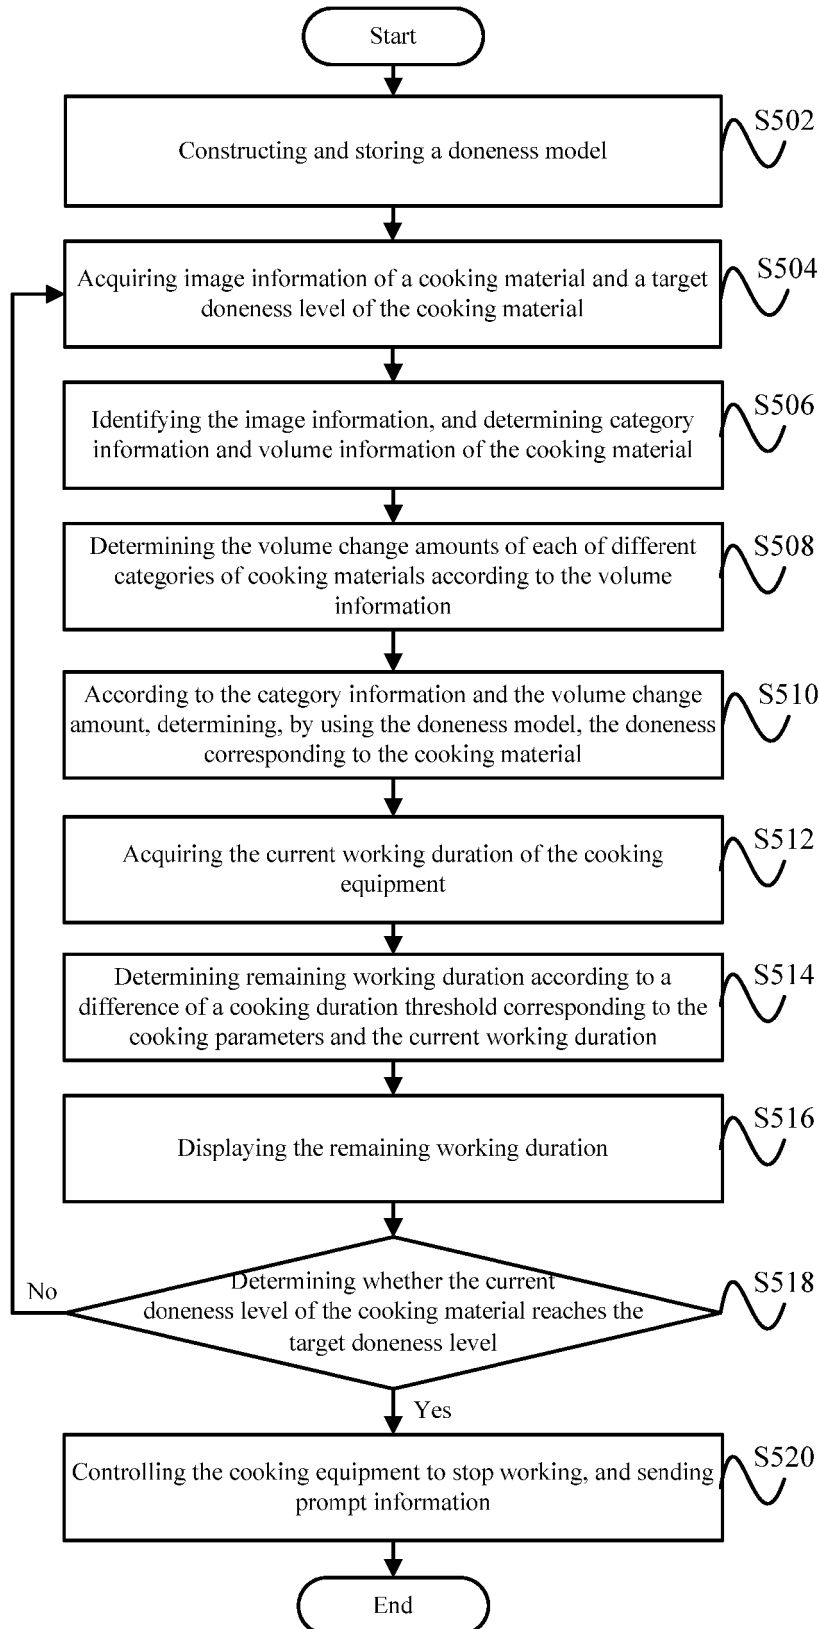 Start
Constructing and storing a doneness model
S502
Acquiring image information of a cooking material and a target
doneness level of the cooking material
S504
Identifying the image information, and determining category
information and volume information of the cooking material
S506
Determining the volume change amounts of each of different
categories of cooking materials according to the volume
information
S508
According to the category information and the volume change
amount, determining, by using the doneness model, the doneness
corresponding to the cooking material
S510
Acquiring the current working duration of the cooking
equipment
S512
Determining remaining working duration according to a
difference of a cooking duration threshold corresponding to the
cooking parameters and the current working duration
S514
Displaying the remaining working duration
S516
Determining whether the current
doneness level of the cooking material reaches the
target doneness level
S518
No
Yes
Controlling the cooking equipment to stop working, and sending
prompt information
S520
End